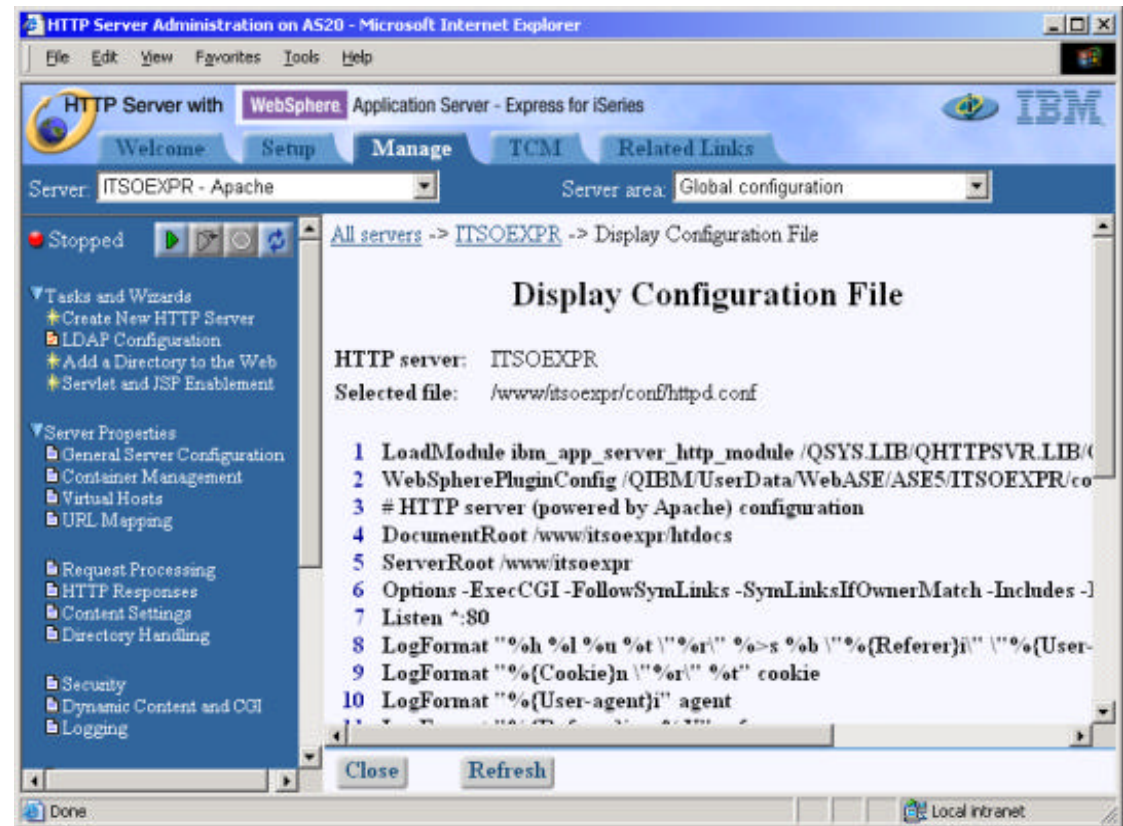 HTTP Server Administration on AS20 - Microsoft Internet Explorer
File Edit View Favorites Tools Help
HTTP Server with WebSphere. Application Server - Express for iSeries IBM
Welcome Setup Manage TCM Related Links
Server: ITSOEXPR - Apache Server area: Global configuration
Stopped
All servers -> ITSOEXPR -> Display Configuration File
Tasks and Wizards
Create New HTTP Server
LDAP Configuration
Add a Directory to the Web
Servlet and JSP Enablement
Server Properties
General Server Configuration
Container Management
Virtual Hosts
URL Mapping
Request Processing
HTTP Responses
Content Settings
Directory Handling
Security
Dynamic Content and CGI
Logging
Display Configuration File
HTTP server: ITSOEXPR
Selected file: /www/itsoexpr/conf/httpd.conf
1 LoadModule ibm_app_server_http_module /QSYS.LIB/QHTTPSVR.LIB/
2 WebSpherePluginConfig /QIBM/UserData/WebASE/ASE5/ITSOEXPR/co
3 # HTTP server (powered by Apache) configuration
4 DocumentRoot /www/itsoexpr/htdocs
5 ServerRoot /www/itsoexpr
6 Options -ExecCGI -FollowSymLinks -SymLinksIfOwnerMatch -Includes -
7 Listen *:80
8 LogFormat "%h %l %u %t \"%r\" %>s %b \"%{Referer}i\" \"%{User-
9 LogFormat "%{Cookie}n \"%r\" %t" cookie
10 LogFormat "%{User-agent}i" agent
Close Refresh
Done Local intranet